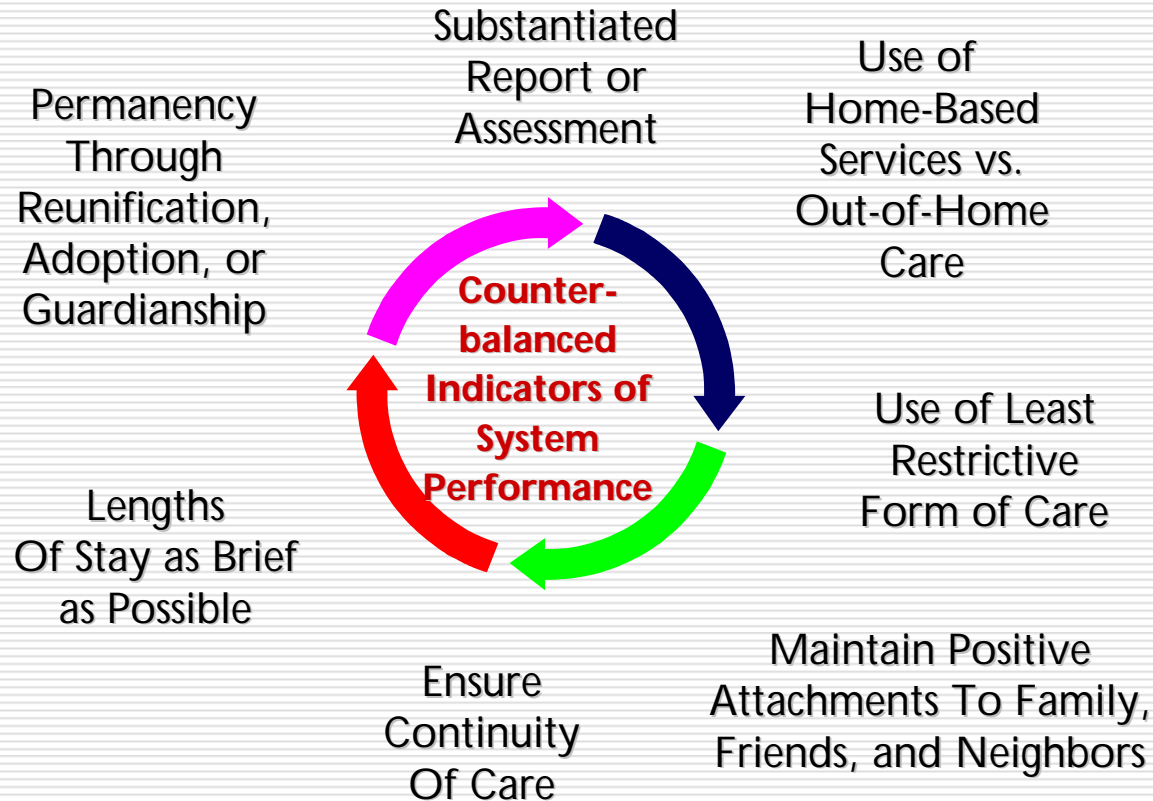 Substantiated
Report or
Assessment
Use of
Home-Based
Services vs.
Out-of-Home
Care
Use of Least
Restrictive
Form of Care
Maintain Positive
Attachments To Family,
Friends, and Neighbors
Ensure
Continuity
Of Care
Lengths
Of Stay as Brief
as Possible
Permanency
Through
Reunification,
Adoption, or
Guardianship
Counter-
balanced
Indicators of
System
Performance